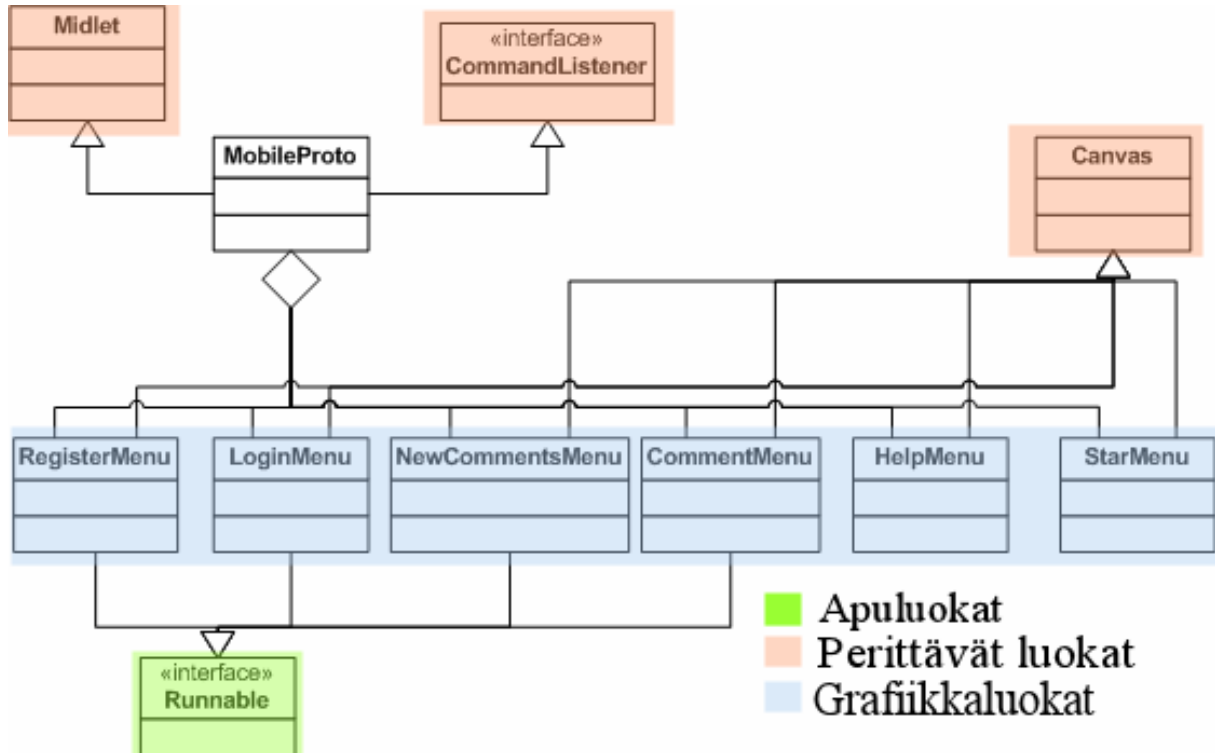 Midlet
«interface»
CommandListener
MobileProto
Canvas
RegisterMenu
LoginMenu
NewCommentsMenu
CommentMenu
HelpMenu
StarMenu
«interface»
Runnable
Apuluokat
Perittävät luokat
Grafiikkaluokat